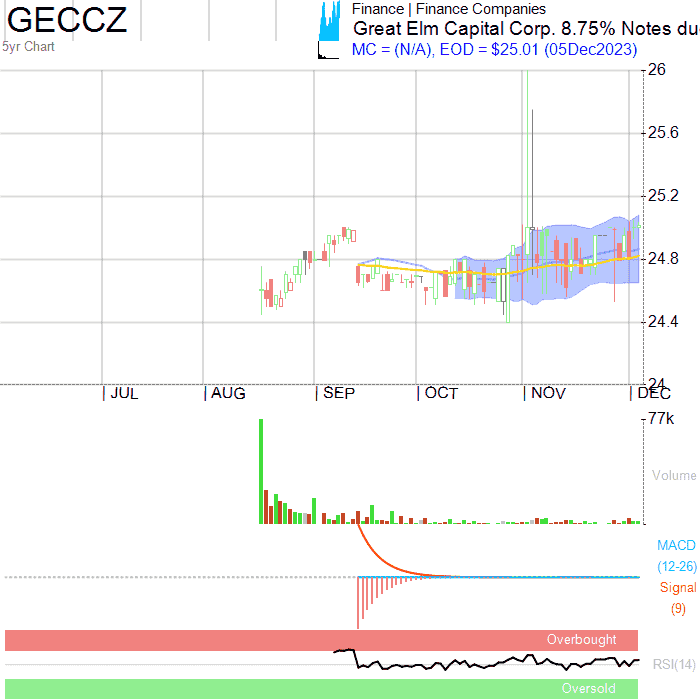 GECCZ
5yr Chart
Finance | Finance Companies
Great Elm Capital Corp. 8.75% Notes du
MC = (N/A), EOD = $25.01 (05Dec2023)
26
25.6
25.2
24.8
24.4
24
JUL AUG SEP OCT NOV DEC
77k
Volume
MACD
(12-26)
Signal
(9)
Overbought
RSI(14)
Oversold